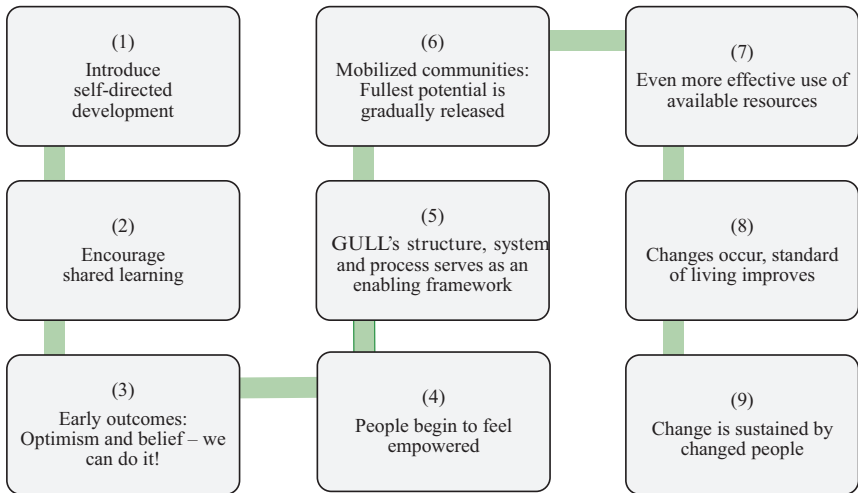 (1)
Introduce
self-directed
development
(2)
Encourage
shared learning
(3)
Early outcomes:
Optimism and belief – we
can do it!
(4)
People begin to feel
empowered
(5)
GULL's structure, system
and process serves as an
enabling framework
(6)
Mobilized communities:
Fullest potential is
gradually released
(7)
Even more effective use of
available resources
(8)
Changes occur, standard
of living improves
(9)
Change is sustained by
changed people